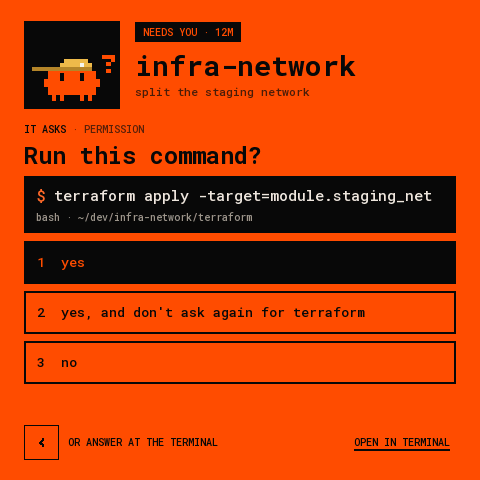 NEEDS YOU · 12M
infra-network
split the staging network
IT ASKS · PERMISSION
Run this command?
$ terraform apply -target=module.staging_net
bash · ~/dev/infra-network/terraform
1 yes
2 yes, and don't ask again for terraform
3 no
‹ OR ANSWER AT THE TERMINAL OPEN IN TERMINAL